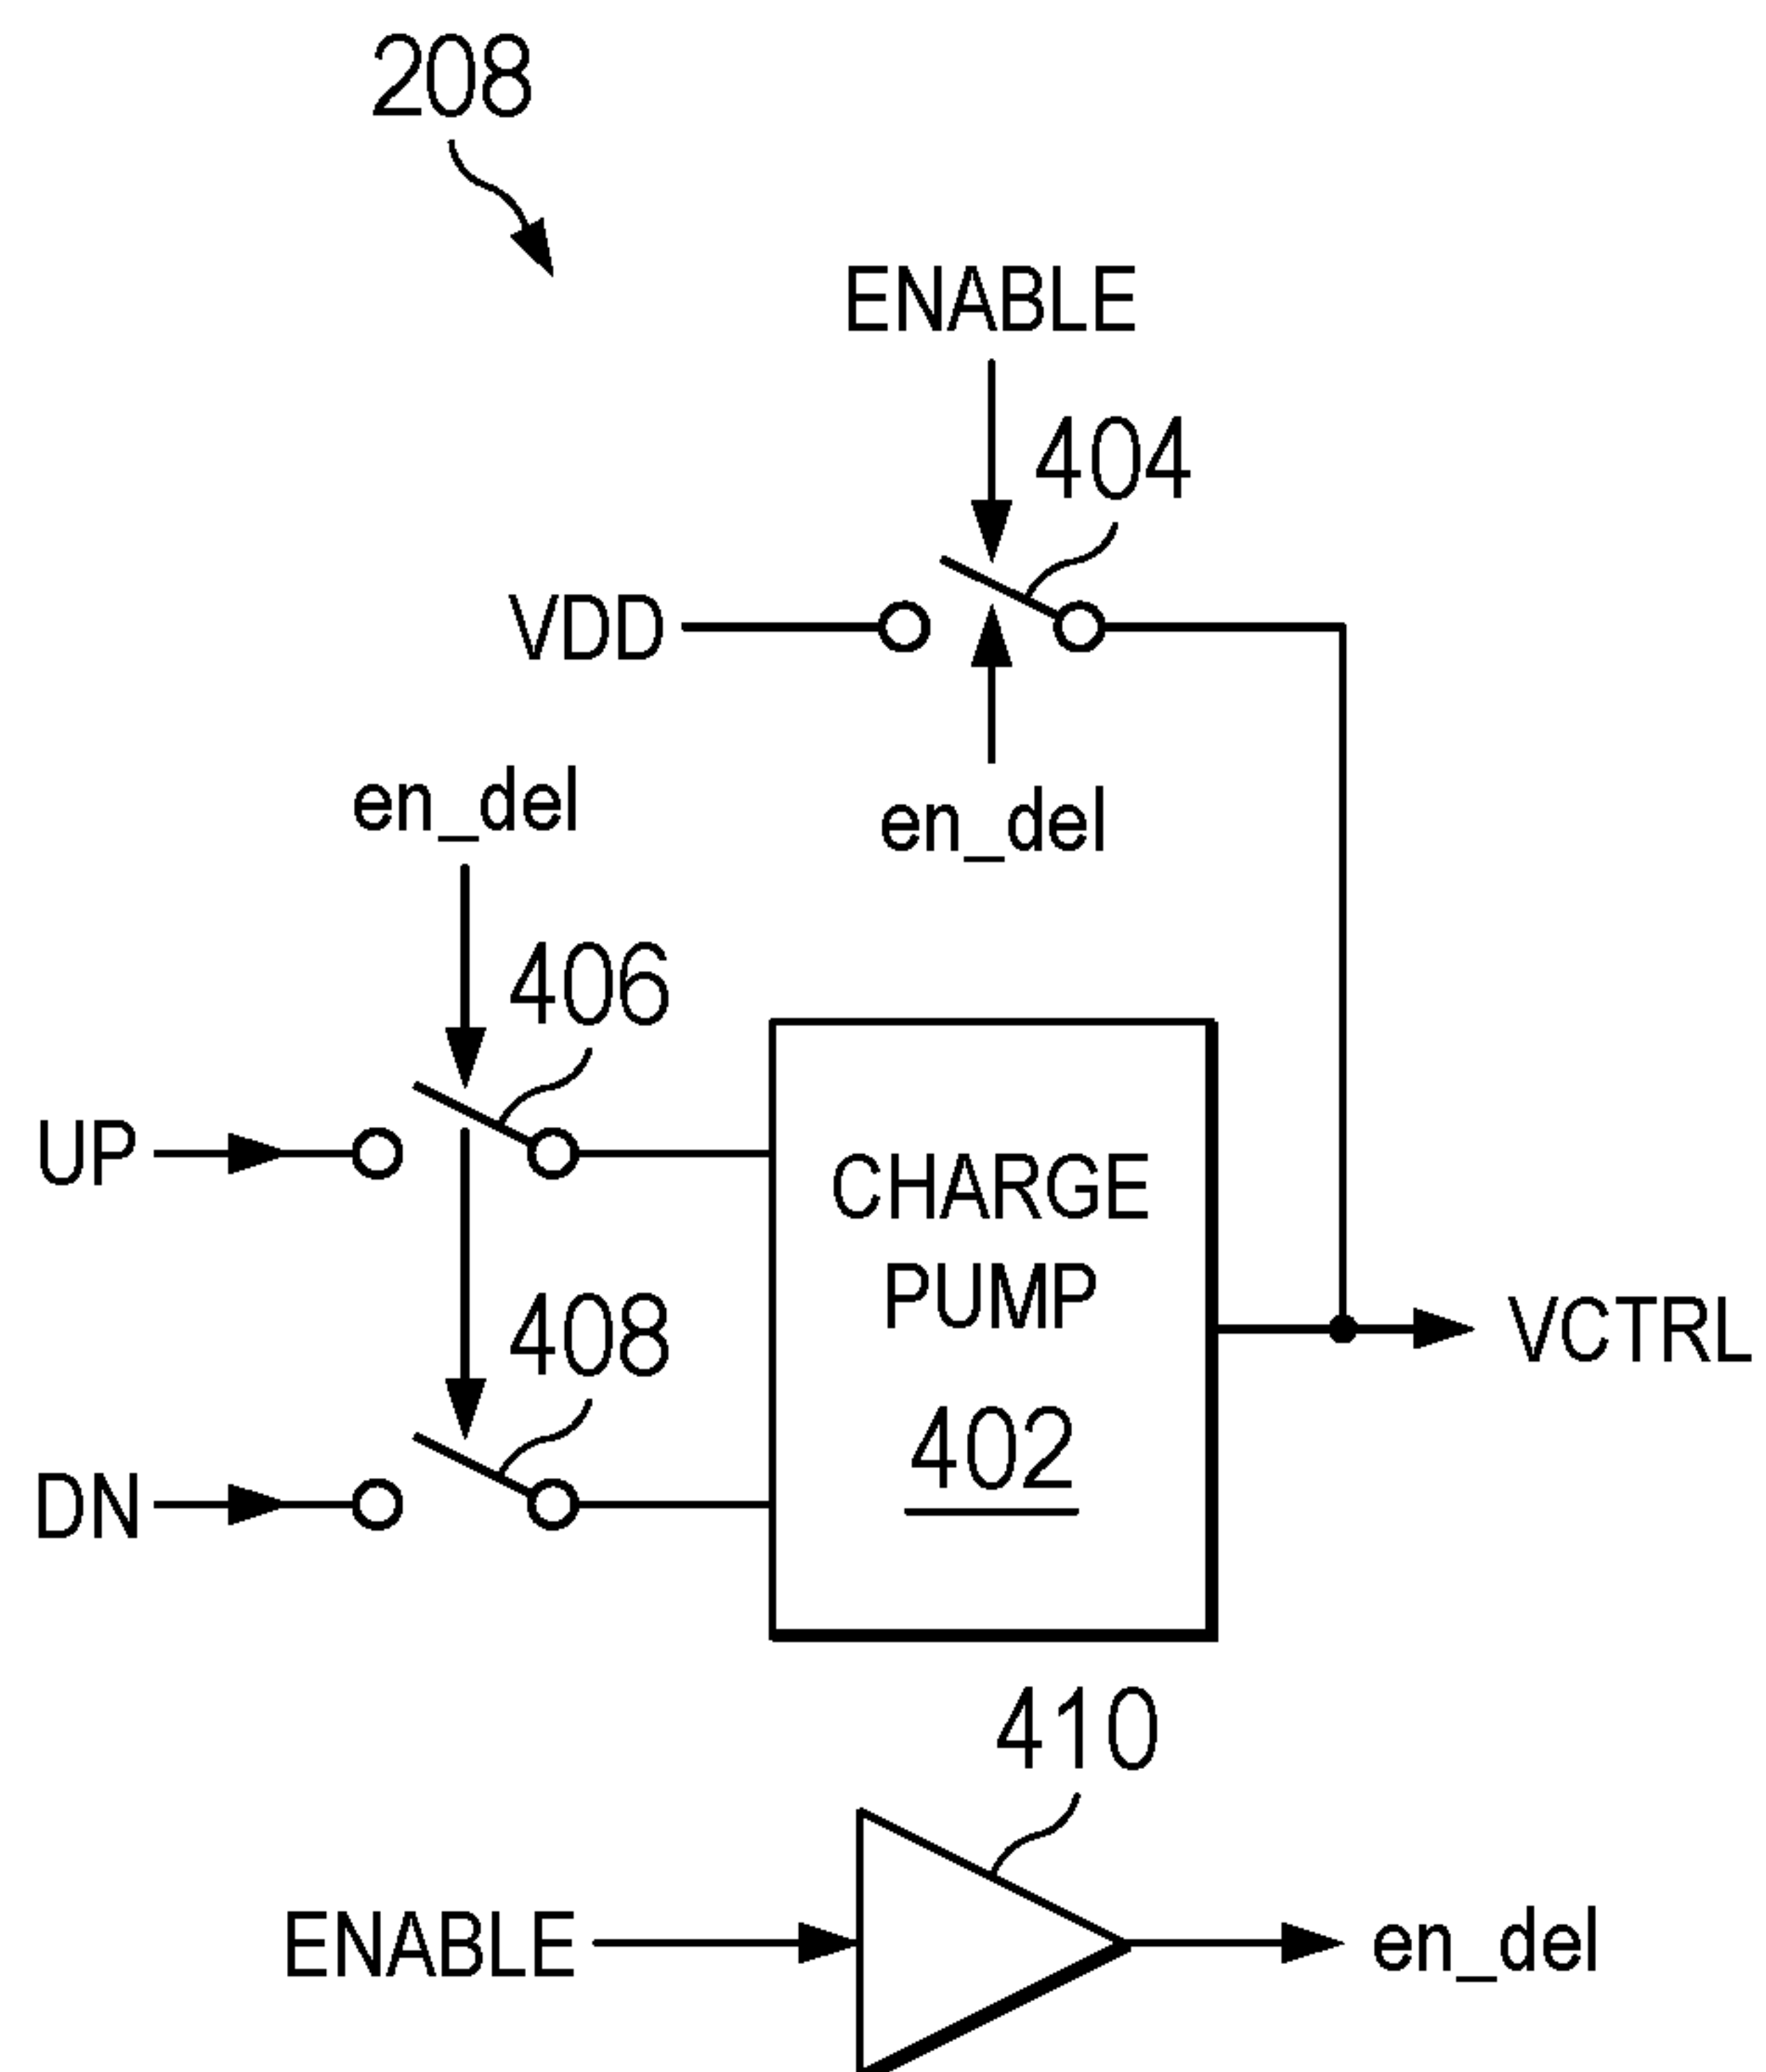 208
ENABLE
404
VDD
en_del
en_del
406
UP
CHARGE
PUMP
408
VCTRL
402
DN
410
ENABLE
en_del